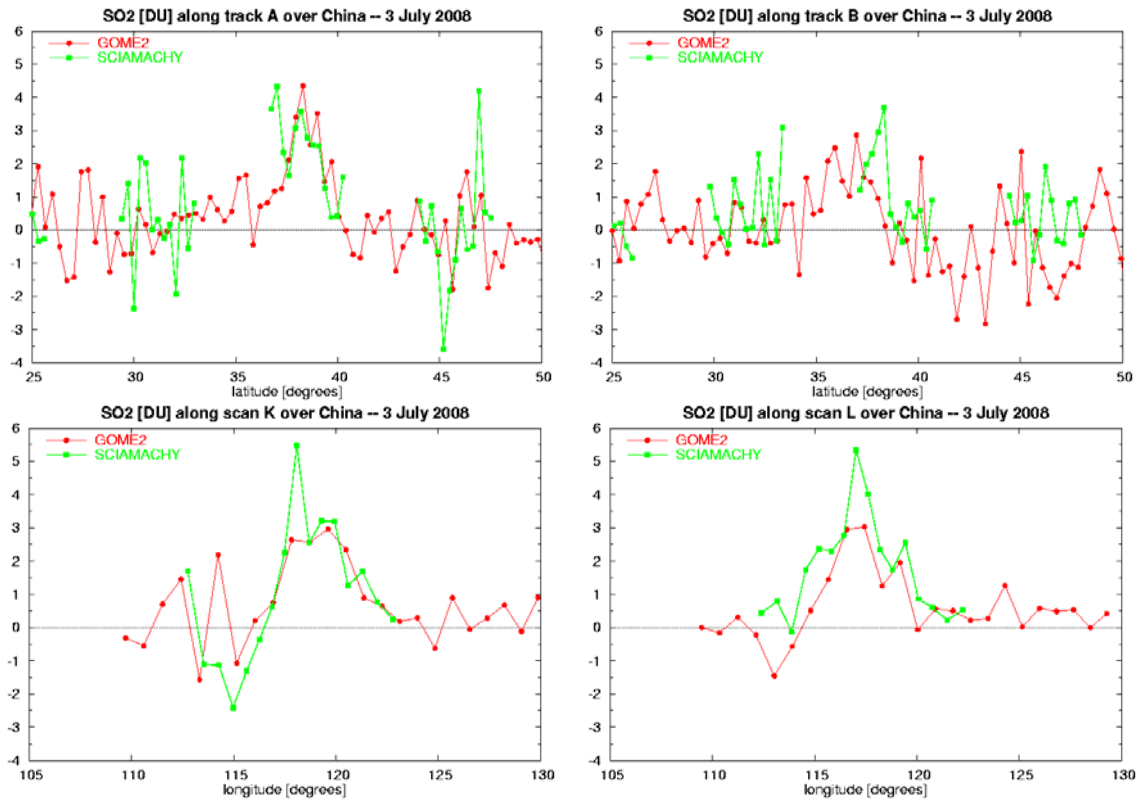 SO2 [DU] along track A over China -- 3 July 2008
6
GOME2
SCIAMACHY
5
4
3
2
1
0
-1
-2
-3
-4
25 30 35 40 45 50
latitude [degrees]
SO2 [DU] along track B over China -- 3 July 2008
6
GOME2
SCIAMACHY
5
4
3
2
1
0
-1
-2
-3
-4
25 30 35 40 45 50
latitude [degrees]
SO2 [DU] along scan K over China -- 3 July 2008
6
GOME2
SCIAMACHY
5
4
3
2
1
0
-1
-2
-3
-4
105 110 115 120 125 130
longitude [degrees]
SO2 [DU] along scan L over China -- 3 July 2008
6
GOME2
SCIAMACHY
5
4
3
2
1
0
-1
-2
-3
-4
105 110 115 120 125 130
longitude [degrees]